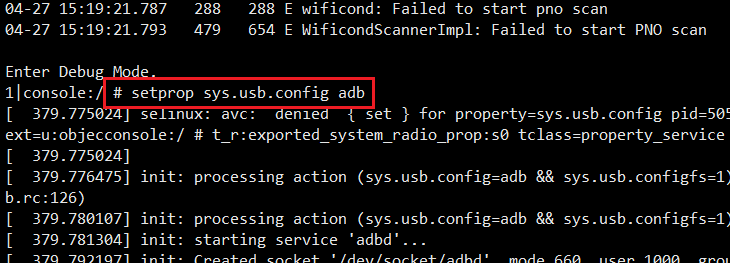 04-27 15:19:21.787   288   288 E wificond: Failed to start pno scan
04-27 15:19:21.793   479   654 E WificondScannerImpl: Failed to start PNO scan
Enter Debug Mode.
1|console:/ # setprop sys.usb.config adb
[  379.775024] selinux: avc:  denied  { set } for property=sys.usb.config pid=505
ext=u:objecconsole:/ # t_r:exported_system_radio_prop:s0 tclass=property_service
[  379.775024]
[  379.776475] init: processing action (sys.usb.config=adb && sys.usb.configfs=1)
b.rc:126)
[  379.780107] init: processing action (sys.usb.config=adb && sys.usb.configfs=1)
[  379.781304] init: starting service 'adbd'...
[  379.792197] init: Created socket '/dev/socket/adbd', mode 660, user 1000, grou